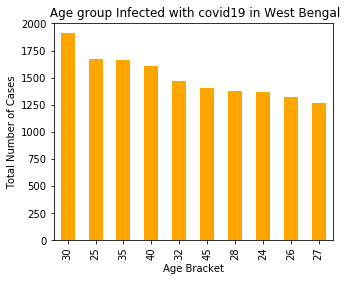 Age group Infected with covid19 in West Bengal
2000
1750
1500
1250
1000
750
500
250
0
Total Number of Cases
30 25 35 40 32 45 28 24 26 27
Age Bracket